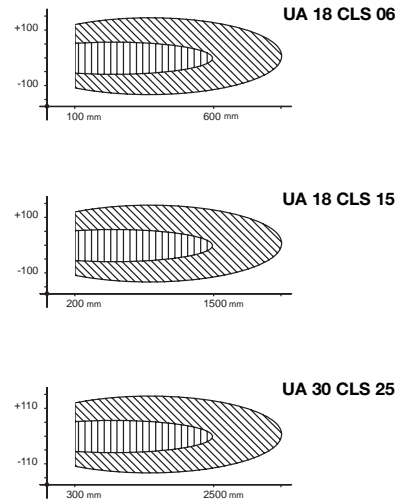 UA 18 CLS 06
+100
-100
100 mm
600 mm
UA 18 CLS 15
+100
-100
200 mm
1500 mm
UA 30 CLS 25
+110
-110
300 mm
2500 mm